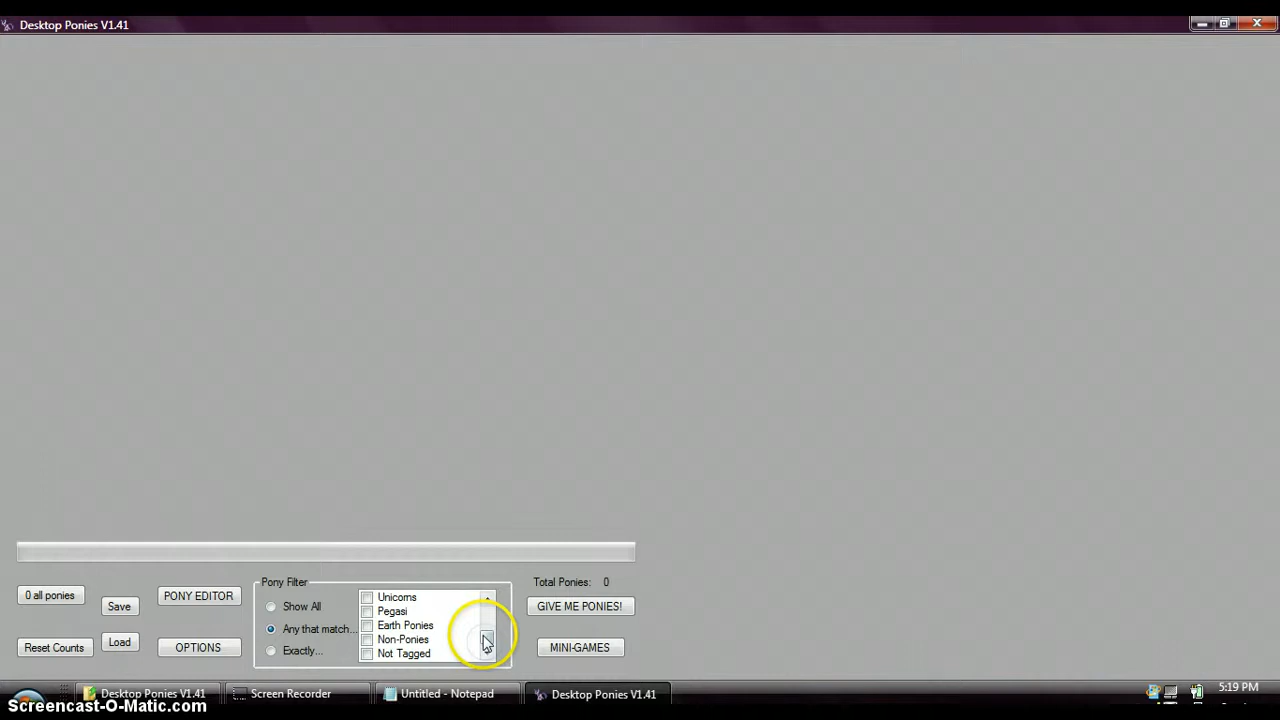 Desktop Ponies V1.41
0 all ponies
Save
PONY EDITOR
Reset Counts
Load
OPTIONS
Pony Filter
Show All
Any that match...
Exactly...
Unicorns
Pegasi
Earth Ponies
Non-Ponies
Not Tagged
Total Ponies: 0
GIVE ME PONIES!
MINI-GAMES
Desktop Ponies V1.41
Screen Recorder
Untitled - Notepad
Desktop Ponies V1.41
5:19 PM
Screencast-O-Matic.com